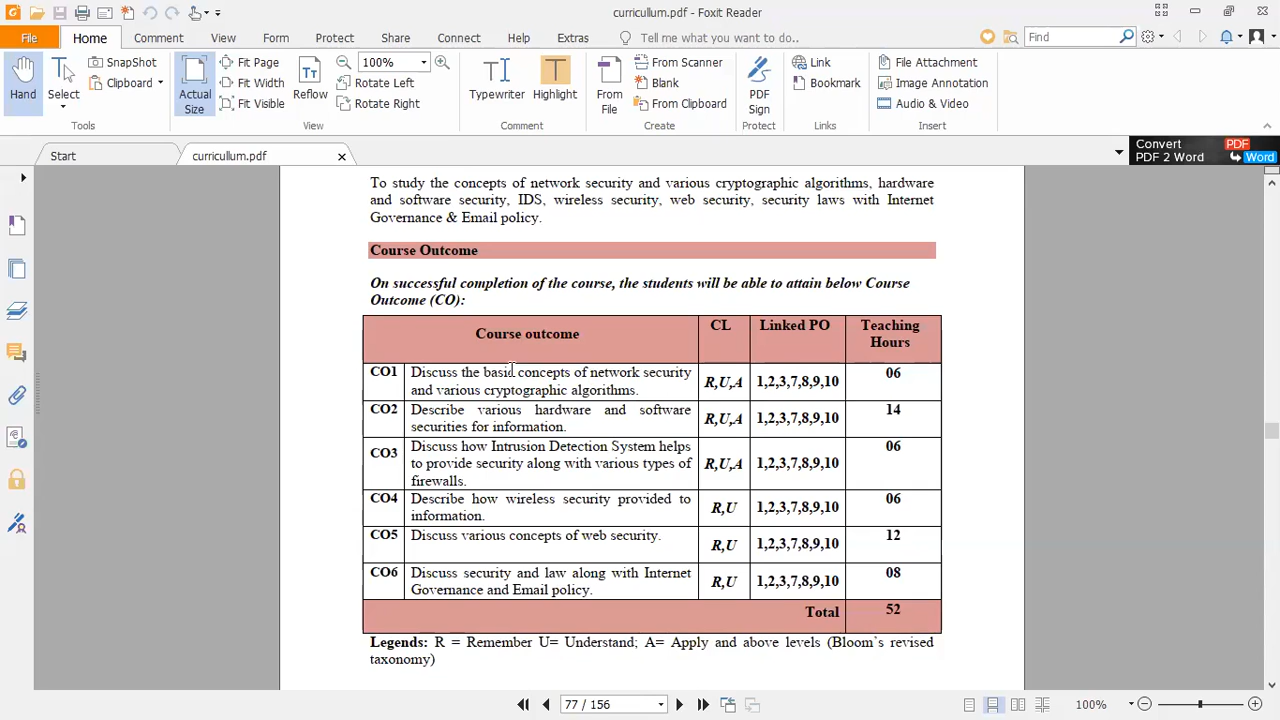 curricullum.pdf - Foxit Reader
File Home Comment View Form Protect Share Connect Help Extras Tell me what you want to do.. Find
Hand
Select
SnapShot
Clipboard
Tools
Actual
Size
Fit Page
Fit Width
Fit Visible
Reflow
100%
Rotate Left
Rotate Right
View
Typewriter
Highlight
Comment
From
File
From Scanner
Blank
From Clipboard
Create
PDF
Sign
Protect
Link
Bookmark
Links
File Attachment
Image Annotation
Audio & Video
Insert
Start
curricullum.pdf
Convert PDF
PDF 2 Word Word
To study the concepts of network security and various cryptographic algorithms, hardware
and software security, IDS, wireless security, web security, security laws with Internet
Governance & Email policy.
Course Outcome
On successful completion of the course, the students will be able to attain below Course
Outcome (CO):
Course outcome CL Linked PO Teaching
Hours
CO1 Discuss the basic concepts of network security
and various cryptographic algorithms. R,U,A 1,2,3,7,8,9,10 06
CO2 Describe various hardware and software
securities for information. R,U,A 1,2,3,7,8,9,10 14
CO3 Discuss how Intrusion Detection System helps
to provide security along with various types of
firewalls. R,U,A 1,2,3,7,8,9,10 06
CO4 Describe how wireless security provided to
information. R,U 1,2,3,7,8,9,10 06
CO5 Discuss various concepts of web security. R,U 1,2,3,7,8,9,10 12
CO6 Discuss security and law along with Internet
Governance and Email policy. R,U 1,2,3,7,8,9,10 08
Total 52
Legends: R = Remember U= Understand; A= Apply and above levels (Bloom's revised
taxonomy)
77 / 156
100%